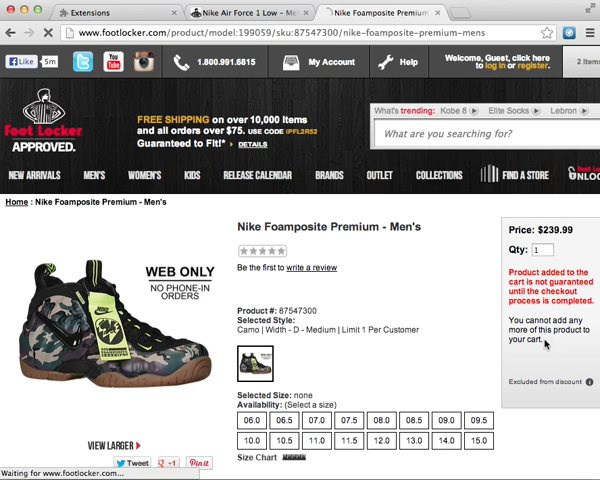 Extensions
Nike Air Force 1 Low – Me
Nike Foamposite Premium –
www.footlocker.com/product/model:199059/sku:87547300/nike-foamposite-premium-mens
Like 5m
You Tube
1.800.991.6815
My Account
Help
Welcome, Guest, click here
to log in or register.
2 Items
Foot Locker
APPROVED.
FREE SHIPPING on over 10,000 items
and all orders over $75. USE CODE IPFL2R52
Guaranteed to Fit!* DETAILS
What's trending: Kobe 8 Elite Socks Lebron
What are you searching for?
NEW ARRIVALS MEN'S WOMEN'S KIDS RELEASE CALENDAR BRANDS OUTLET COLLECTIONS FIND A STORE
Home : Nike Foamposite Premium - Men's
WEB ONLY
NO PHONE-IN
ORDERS
VIEW LARGER
Tweet +1 Pin it
Nike Foamposite Premium - Men's
Be the first to write a review
Product #: 87547300
Selected Style:
Camo | Width - D - Medium | Limit 1 Per Customer
Selected Size: none
Availability: (Select a size)
06.0 06.5 07.0 07.5 08.0 08.5 09.0 09.5
10.0 10.5 11.0 11.5 12.0 13.0 14.0 15.0
Size Chart
Price: $239.99
Qty: 1
Product added to the
cart is not guaranteed
until the checkout
process is completed.
You cannot add any
more of this product to
your cart.
Excluded from discount
Waiting for www.footlocker.com...